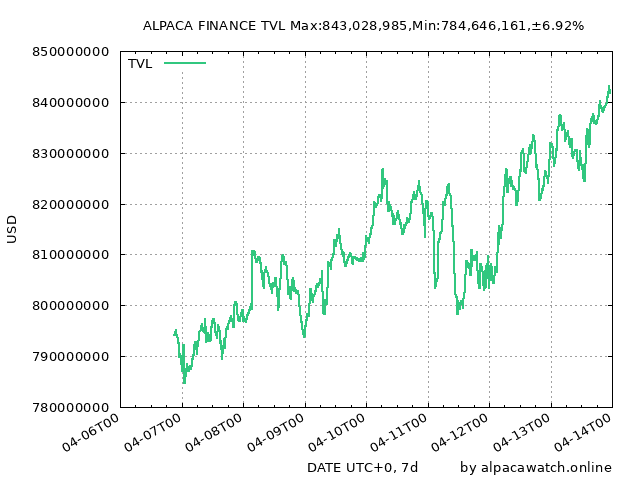 ALPACA FINANCE TVL Max:843,028,985,Min:784,646,161,±6.92%
850000000
840000000
830000000
820000000
810000000
800000000
790000000
780000000
TVL
USD
04-06T00
04-07T00
04-08T00
04-09T00
04-10T00
04-11T00
04-12T00
04-13T00
04-14T00
DATE UTC+0, 7d
by alpacawatch.online